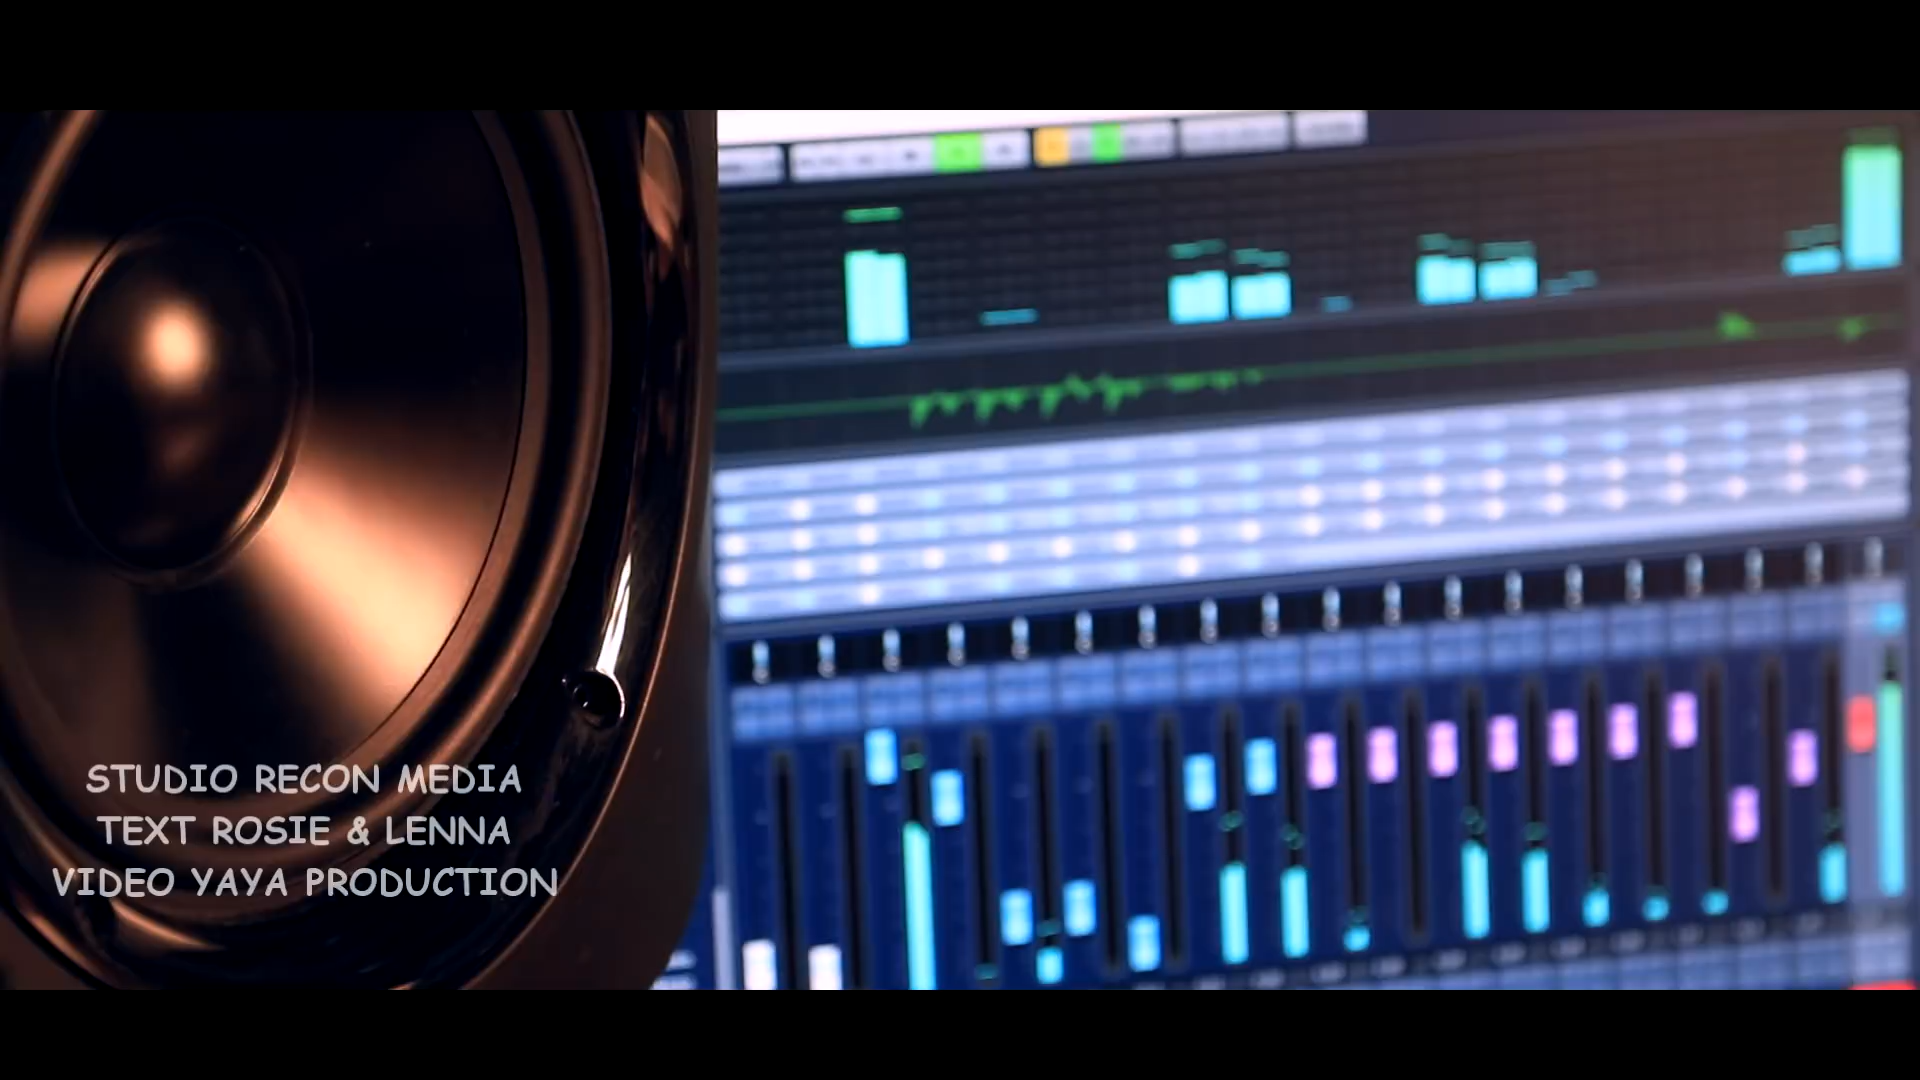 STUDIO RECON MEDIA
TEXT ROSIE & LENNA
VIDEO YAYA PRODUCTION